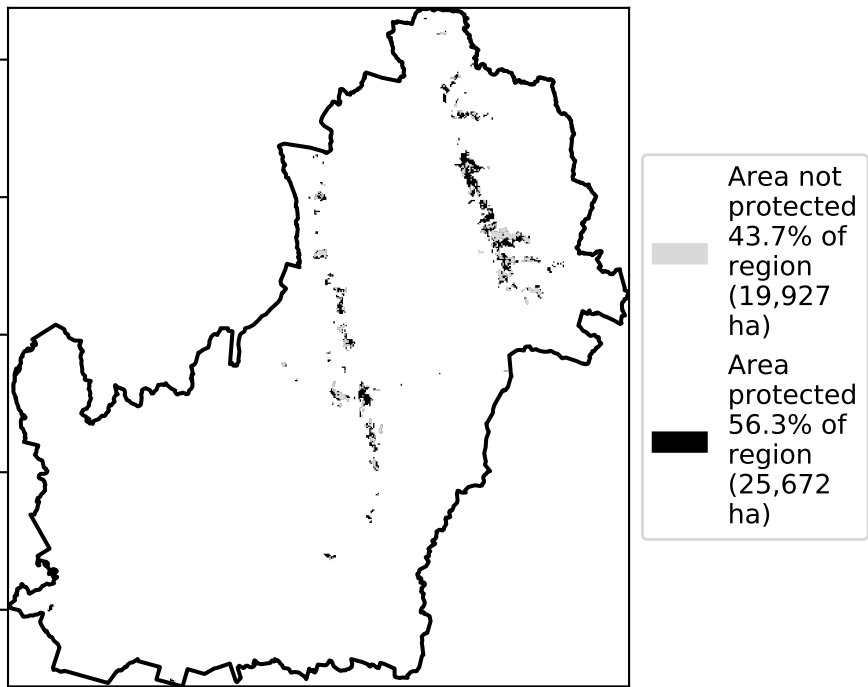 Area not
protected
43.7% of
region
(19,927
ha)
Area
protected
56.3% of
region
(25,672
ha)